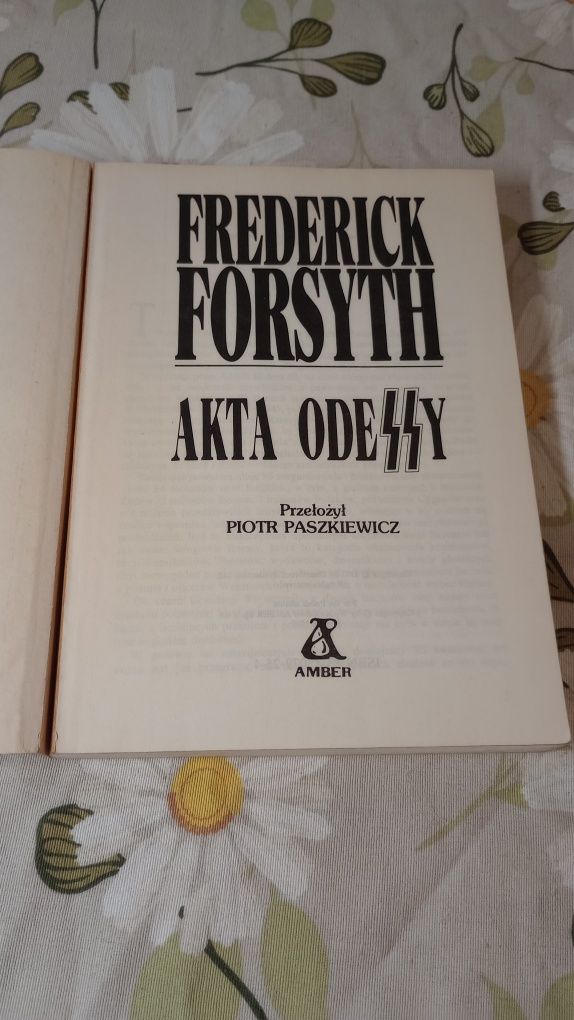 FREDERICK
FORSYTH
AKTA ODESSY
Przełożył
PIOTR PASZKIEWICZ
AMBER